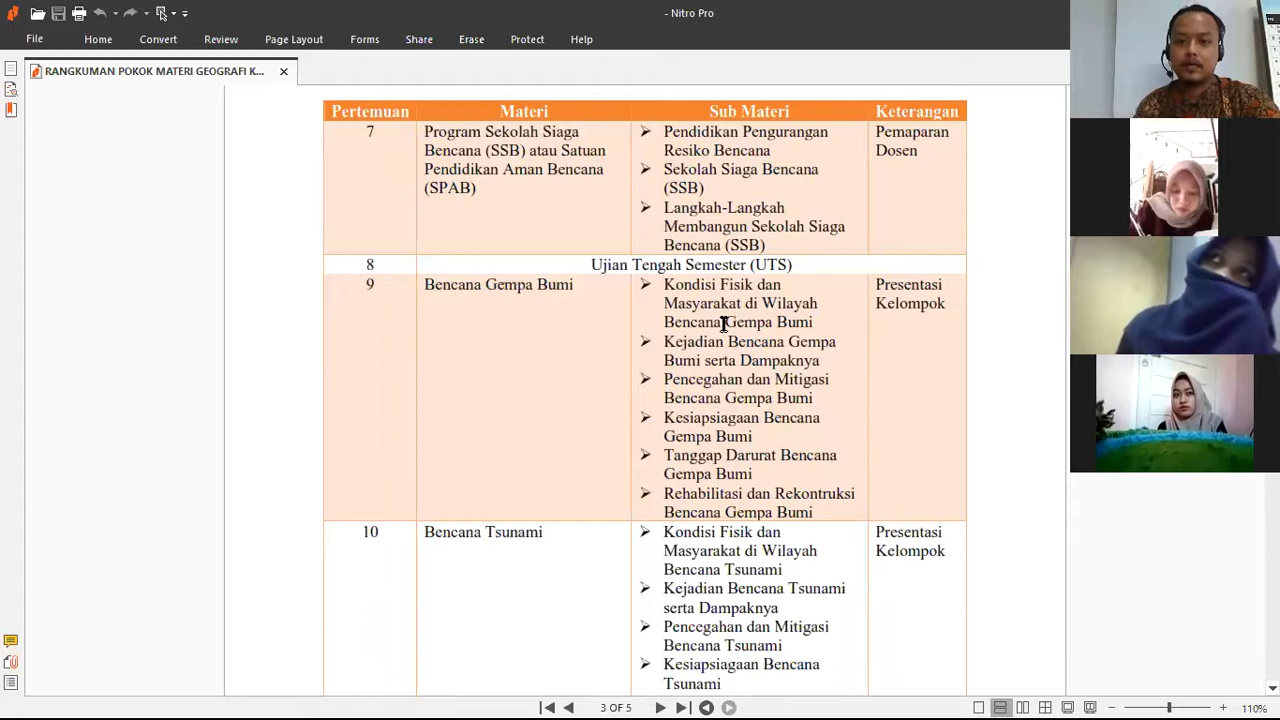 - Nitro Pro
File Home Convert Review Page Layout Forms Share Erase Protect Help
RANGKUMAN POKOK MATERI GEOGRAFI K...
Pertemuan Materi Sub Materi Keterangan
7
Program Sekolah Siaga
Bencana (SSB) atau Satuan
Pendidikan Aman Bencana
(SPAB)
Pendidikan Pengurangan
Resiko Bencana
Sekolah Siaga Bencana
(SSB)
Langkah-Langkah
Membangun Sekolah Siaga
Bencana (SSB)
Pemaparan
Dosen
8 Ujian Tengah Semester (UTS)
9
Bencana Gempa Bumi
Kondisi Fisik dan
Masyarakat di Wilayah
Bencana Gempa Bumi
Kejadian Bencana Gempa
Bumi serta Dampaknya
Pencegahan dan Mitigasi
Bencana Gempa Bumi
Kesiapsiagaan Bencana
Gempa Bumi
Tanggap Darurat Bencana
Gempa Bumi
Rehabilitasi dan Rekontruksi
Bencana Gempa Bumi
Presentasi
Kelompok
10
Bencana Tsunami
Kondisi Fisik dan
Masyarakat di Wilayah
Bencana Tsunami
Kejadian Bencana Tsunami
serta Dampaknya
Pencegahan dan Mitigasi
Bencana Tsunami
Kesiapsiagaan Bencana
Tsunami
Presentasi
Kelompok
3 OF 5
110%